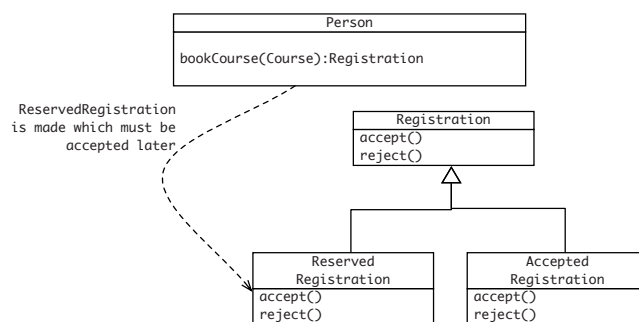 Person
bookCourse(Course):Registration
ReservedRegistration
is made which must be
accepted later
Registration
accept()
reject()
Reserved
Registration
accept()
reject()
Accepted
Registration
accept()
reject()